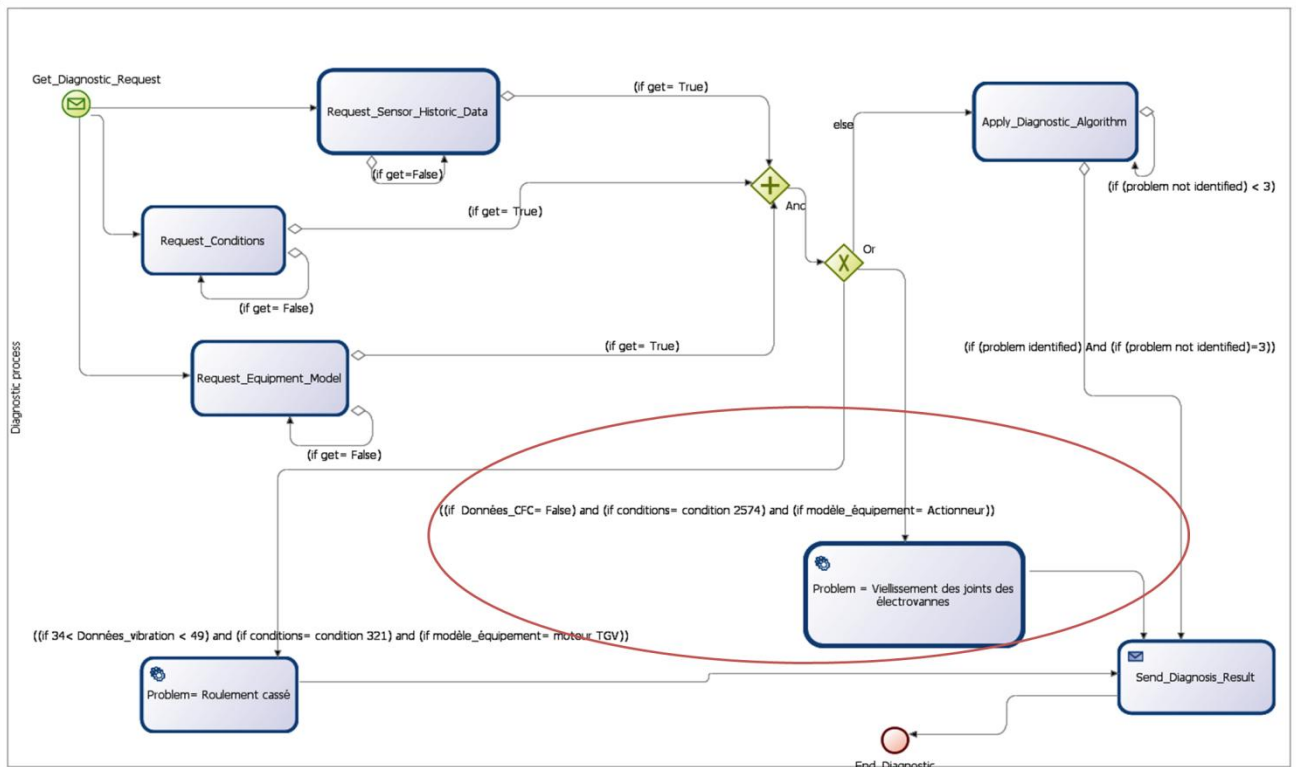 Get_Diagnostic_Request
Request_Sensor_Historic_Data
(if get= True)
(if get=False)
else
Apply_Diagnostic_Algorithm
(if (problem not identified) < 3)
And
(if get= True)
Request_Conditions
(if get= False)
Or
X
Request_Equipment_Model
(if get= True)
(if get= False)
(if (problem identified) And (if (problem not identified)=3))
Diagnostic process
((if Données_CFC= False) and (if conditions= condition 2574) and (if modèle_équipement= Actionneur))
Problem = Viellissement des joints des
électrovannes
((if 34< Données_vibration < 49) and (if conditions= condition 321) and (if modèle_équipement= moteur TGV))
Problem= Roulement cassé
Send_Diagnosis_Result
End_Diagnostic